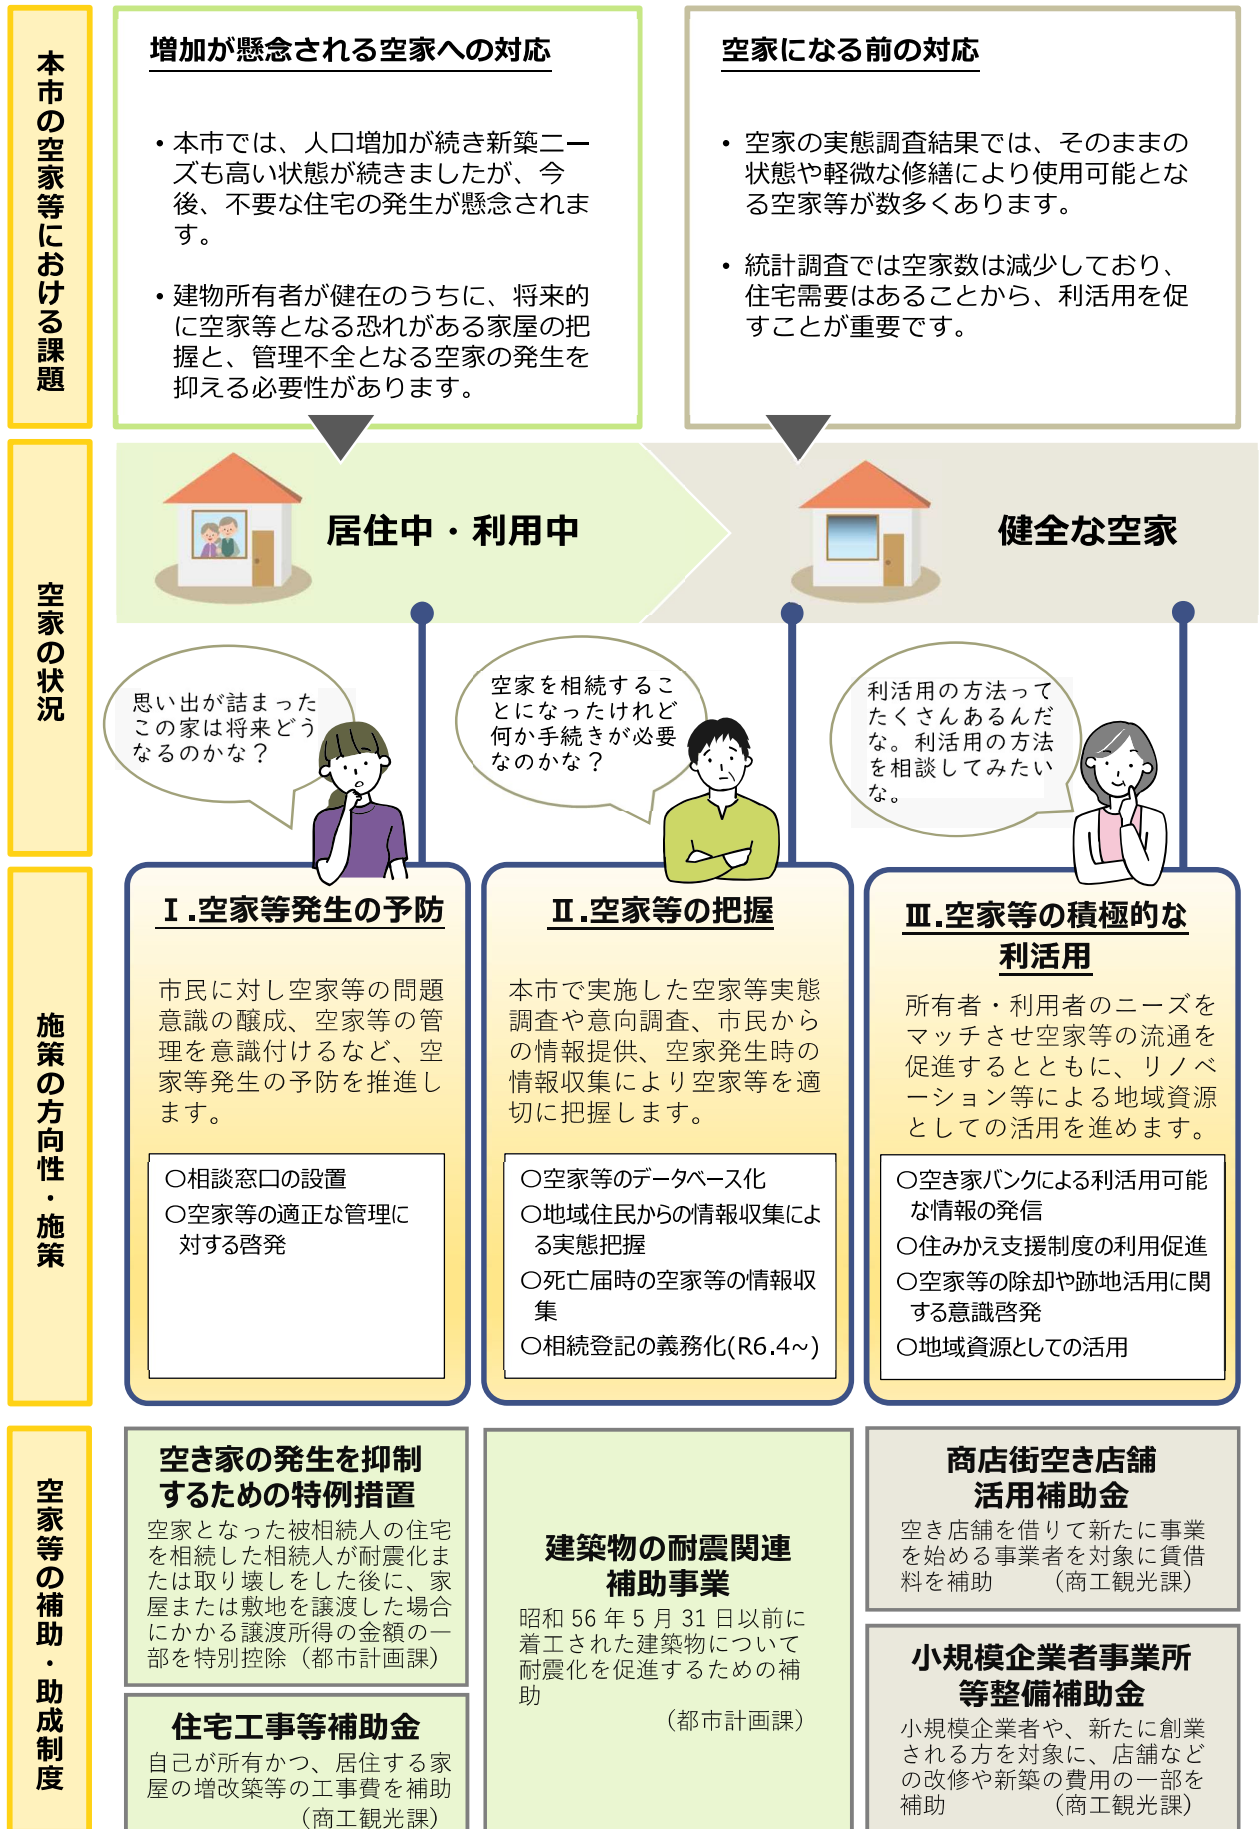 本市の空家等における課題
増加が懸念される空家への対応
・本市では、人口増加が続き新築ニー
ズも高い状態が続きましたが、今
後、不要な住宅の発生が懸念されま
す。
・建物所有者が健在のうちに、将来的
に空家等となる恐れがある家屋の把
握と、管理不全となる空家の発生を
抑える必要性があります。
空家になる前の対応
・空家の実態調査結果では、そのままの
状態や軽微な修繕により使用可能とな
る空家等が数多くあります。
・統計調査では空家数は減少しており、
住宅需要はあることから、利活用を促
すことが重要です。
空家の状況
居住中・利用中
健全な空家
思い出が詰まった
この家は将来どう
なるのかな？
空家を相続するこ
とになったけれど
何か手続きが必要
なのかな？
利活用の方法って
たくさんあるんだ
な。利活用の方法
を相談してみたい
な。
施策の方向性・施策
Ⅰ.空家等発生の予防
市民に対し空家等の問題
意識の醸成、空家等の管
理を意識付けるなど、空
家等発生の予防を推進し
ます。
○相談窓口の設置
○空家等の適正な管理に
対する啓発
Ⅱ.空家等の把握
本市で実施した空家等実態
調査や意向調査、市民から
の情報提供、空家発生時の
情報収集により空家等を適
切に把握します。
○空家等のデータベース化
○地域住民からの情報収集によ
る実態把握
○死亡届時の空家等の情報収
集
○相続登記の義務化(R6.4~)
Ⅲ.空家等の積極的な
利活用
所有者・利用者のニーズを
マッチさせ空家等の流通を
促進するとともに、リノベ
ーション等による地域資源
としての活用を進めます。
○空き家バンクによる利活用可能
な情報の発信
○住みかえ支援制度の利用促進
○空家等の除却や跡地活用に関
する意識啓発
○地域資源としての活用
空家等の補助・助成制度
空き家の発生を抑制
するための特例措置
空家となった被相続人の住宅
を相続した相続人が耐震化ま
たは取り壊しをした後に、家
屋または敷地を譲渡した場合
にかかる譲渡所得の金額の一
部を特別控除（都市計画課）
住宅工事等補助金
自己が所有かつ、居住する家
屋の増改築等の工事費を補助
（商工観光課）
建築物の耐震関連
補助事業
昭和 56 年 5 月 31 日以前に
着工された建築物について
耐震化を促進するための補
助
（都市計画課）
商店街空き店舗
活用補助金
空き店舗を借りて新たに事業
を始める事業者を対象に賃借
料を補助　　（商工観光課）
小規模企業者事業所
等整備補助金
小規模企業者や、新たに創業
される方を対象に、店舗など
の改修や新築の費用の一部を
補助　　　　（商工観光課）